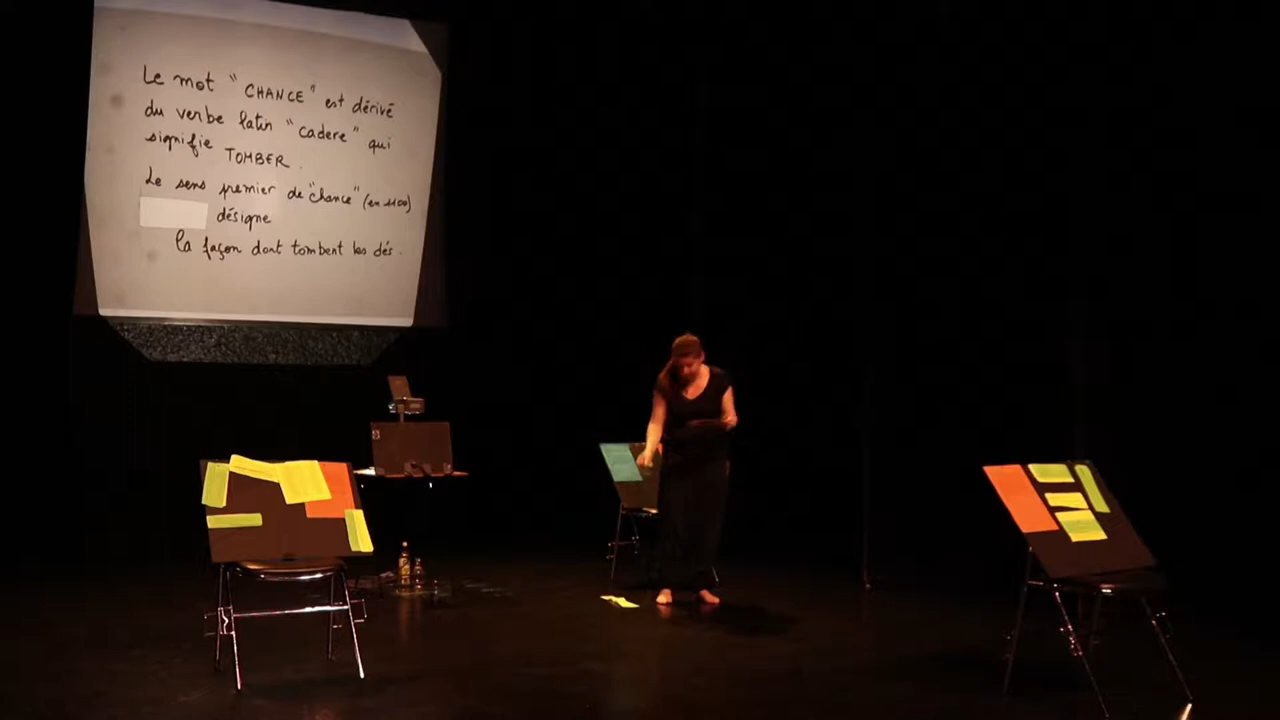 Le mot "CHANCE" est dérivé
du verbe latin "cadere" qui
signifie TOMBER.
Le sens premier de "chance" (en 1100)
désigne
la façon dont tombent les dés.